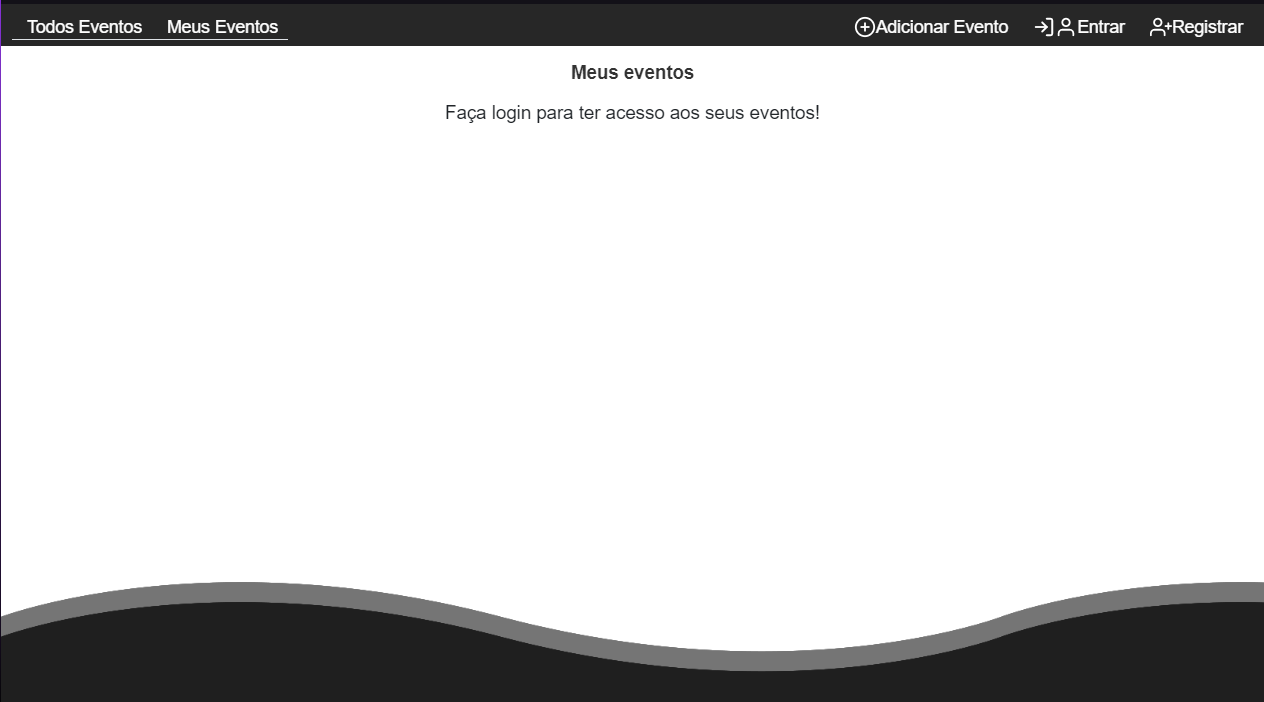 Todos Eventos Meus Eventos Adicionar Evento Entrar Registrar
Meus eventos
Faça login para ter acesso aos seus eventos!